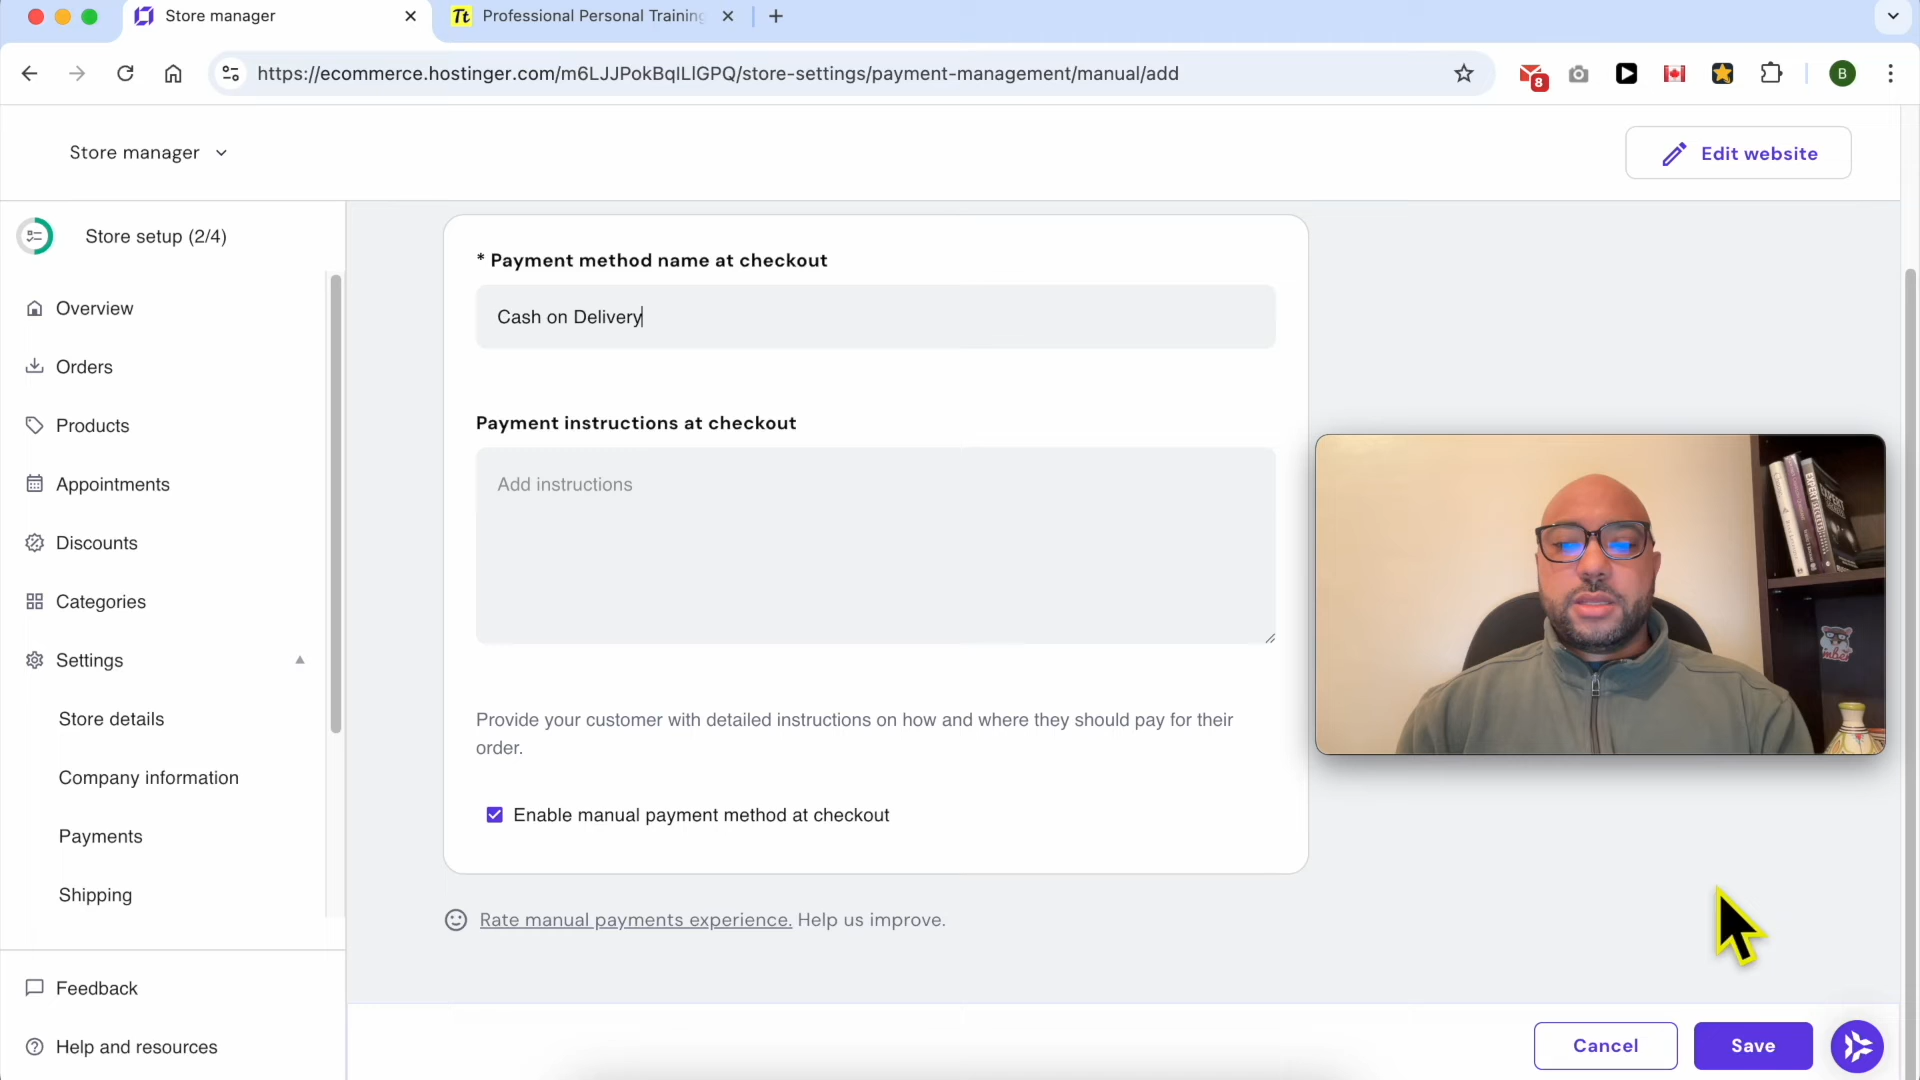 Store manager
Tt Professional Personal Training
https://ecommerce.hostinger.com/m6LJJPokBqILlGPQ/store-settings/payment-management/manual/add
8
B
Store manager
Edit website
Store setup (2/4)
Overview
Orders
Products
Appointments
Discounts
Categories
Settings
Store details
Company information
Payments
Shipping
Feedback
Help and resources
* Payment method name at checkout
Cash on Delivery
Payment instructions at checkout
Add instructions
Provide your customer with detailed instructions on how and where they should pay for their
order.
Enable manual payment method at checkout
Rate manual payments experience. Help us improve.
EXPERT
Cancel
Save